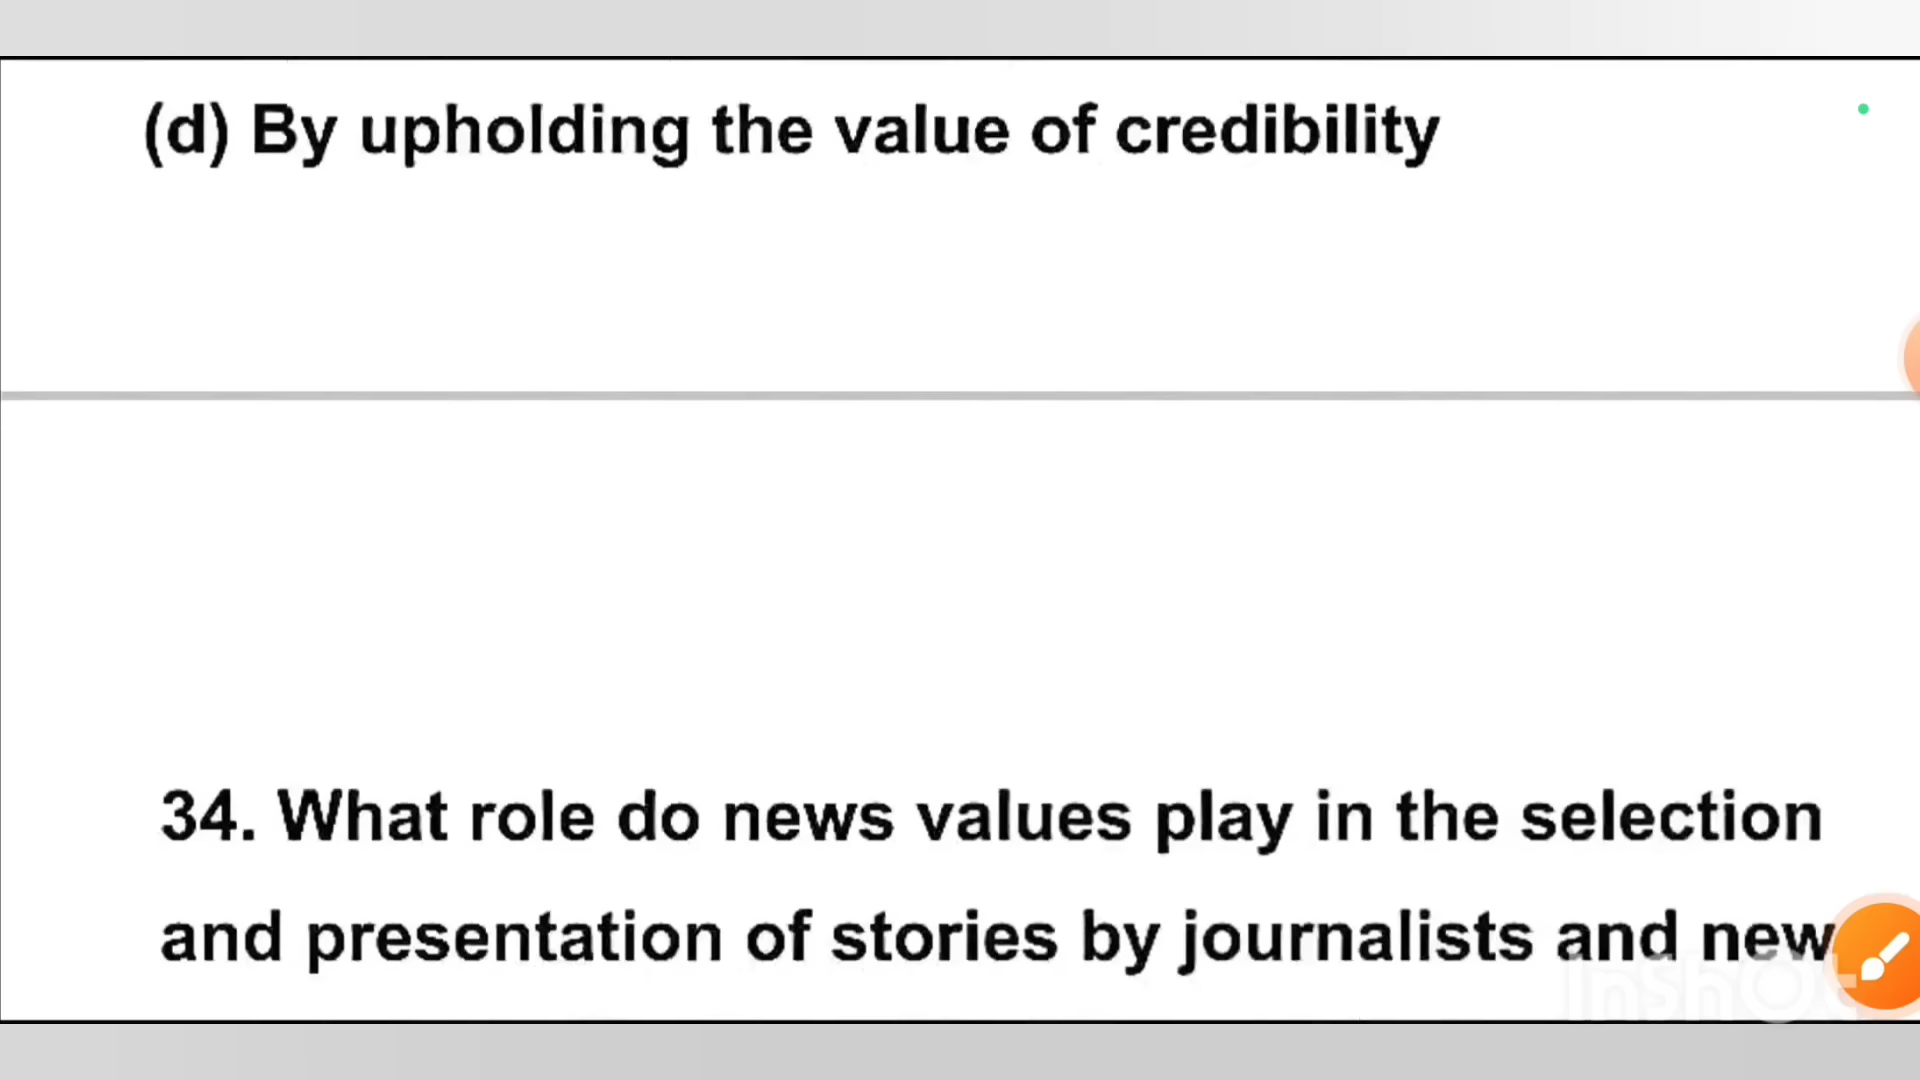 (d) By upholding the value of credibility
34. What role do news values play in the selection
and presentation of stories by journalists and new
InShOt